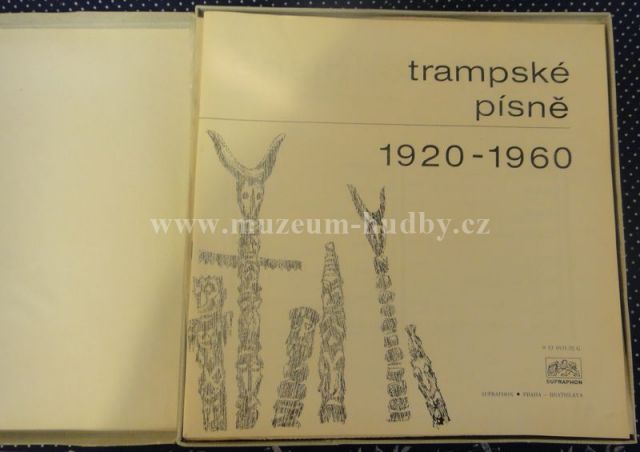 trampské
písně
1920-1960
www.muzeum-hudby.cz
SUPRAPHON
SUPRAPHON • PRAHA – BRATISLAVA